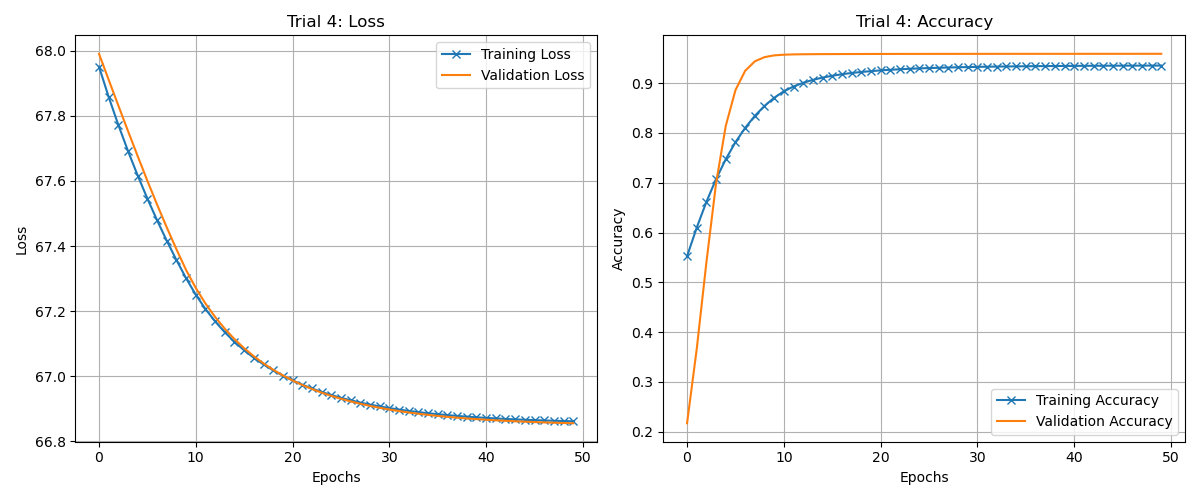 Trial 4: Loss
68.0
67.8
67.6
67.4
67.2
67.0
66.8
Loss
0
10
20
30
40
50
Epochs
Training Loss
Validation Loss
Trial 4: Accuracy
0.9
0.8
0.7
0.6
0.5
0.4
0.3
0.2
Accuracy
0
10
20
30
40
50
Epochs
Training Accuracy
Validation Accuracy